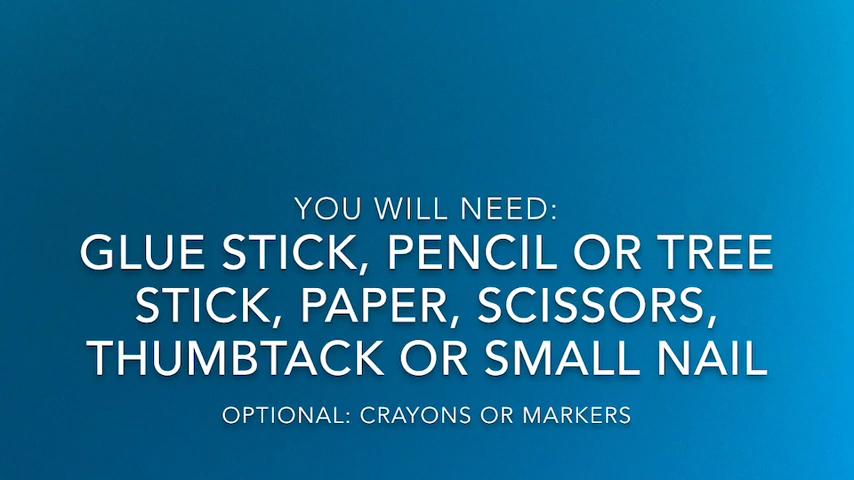 YOU WILL NEED:
GLUE STICK, PENCIL OR TREE
STICK, PAPER, SCISSORS,
THUMBTACK OR SMALL NAIL
OPTIONAL: CRAYONS OR MARKERS